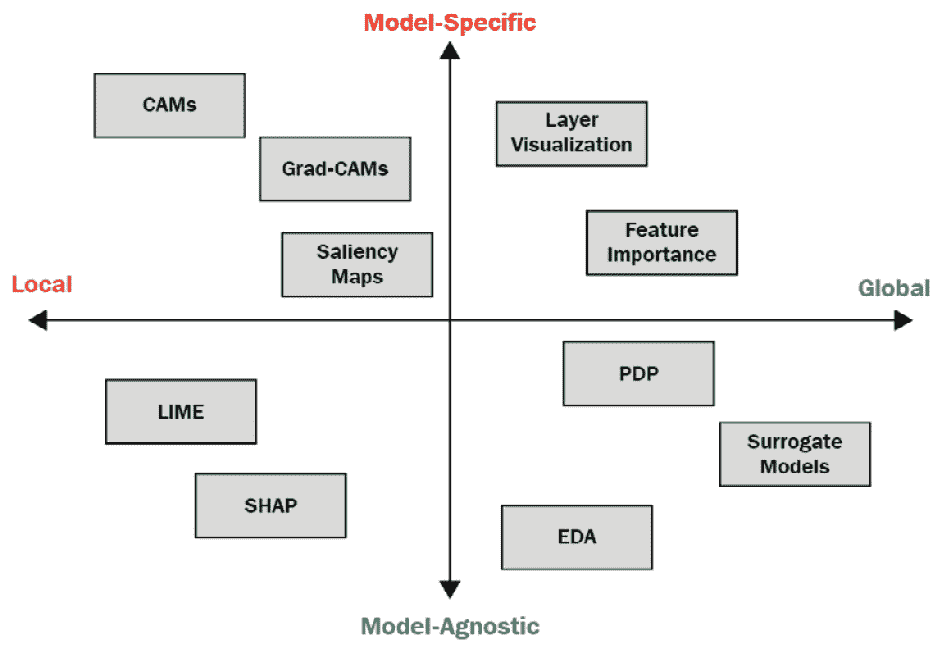 Model-Specific
CAMs
Layer
Visualization
Grad-CAMs
Feature
Importance
Saliency
Maps
Local
Global
PDP
LIME
Surrogate
Models
SHAP
EDA
Model-Agnostic